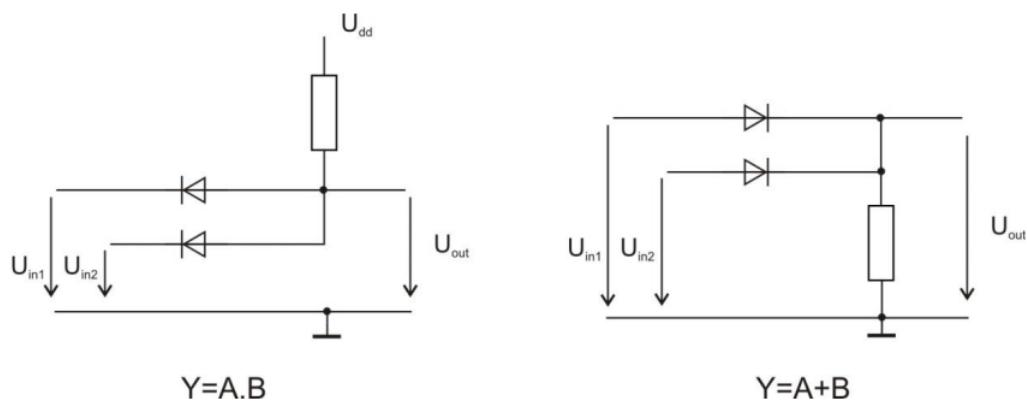 U_dd
U_in1
U_in2
U_out
Y=A.B
U_in1
U_in2
U_out
Y=A+B